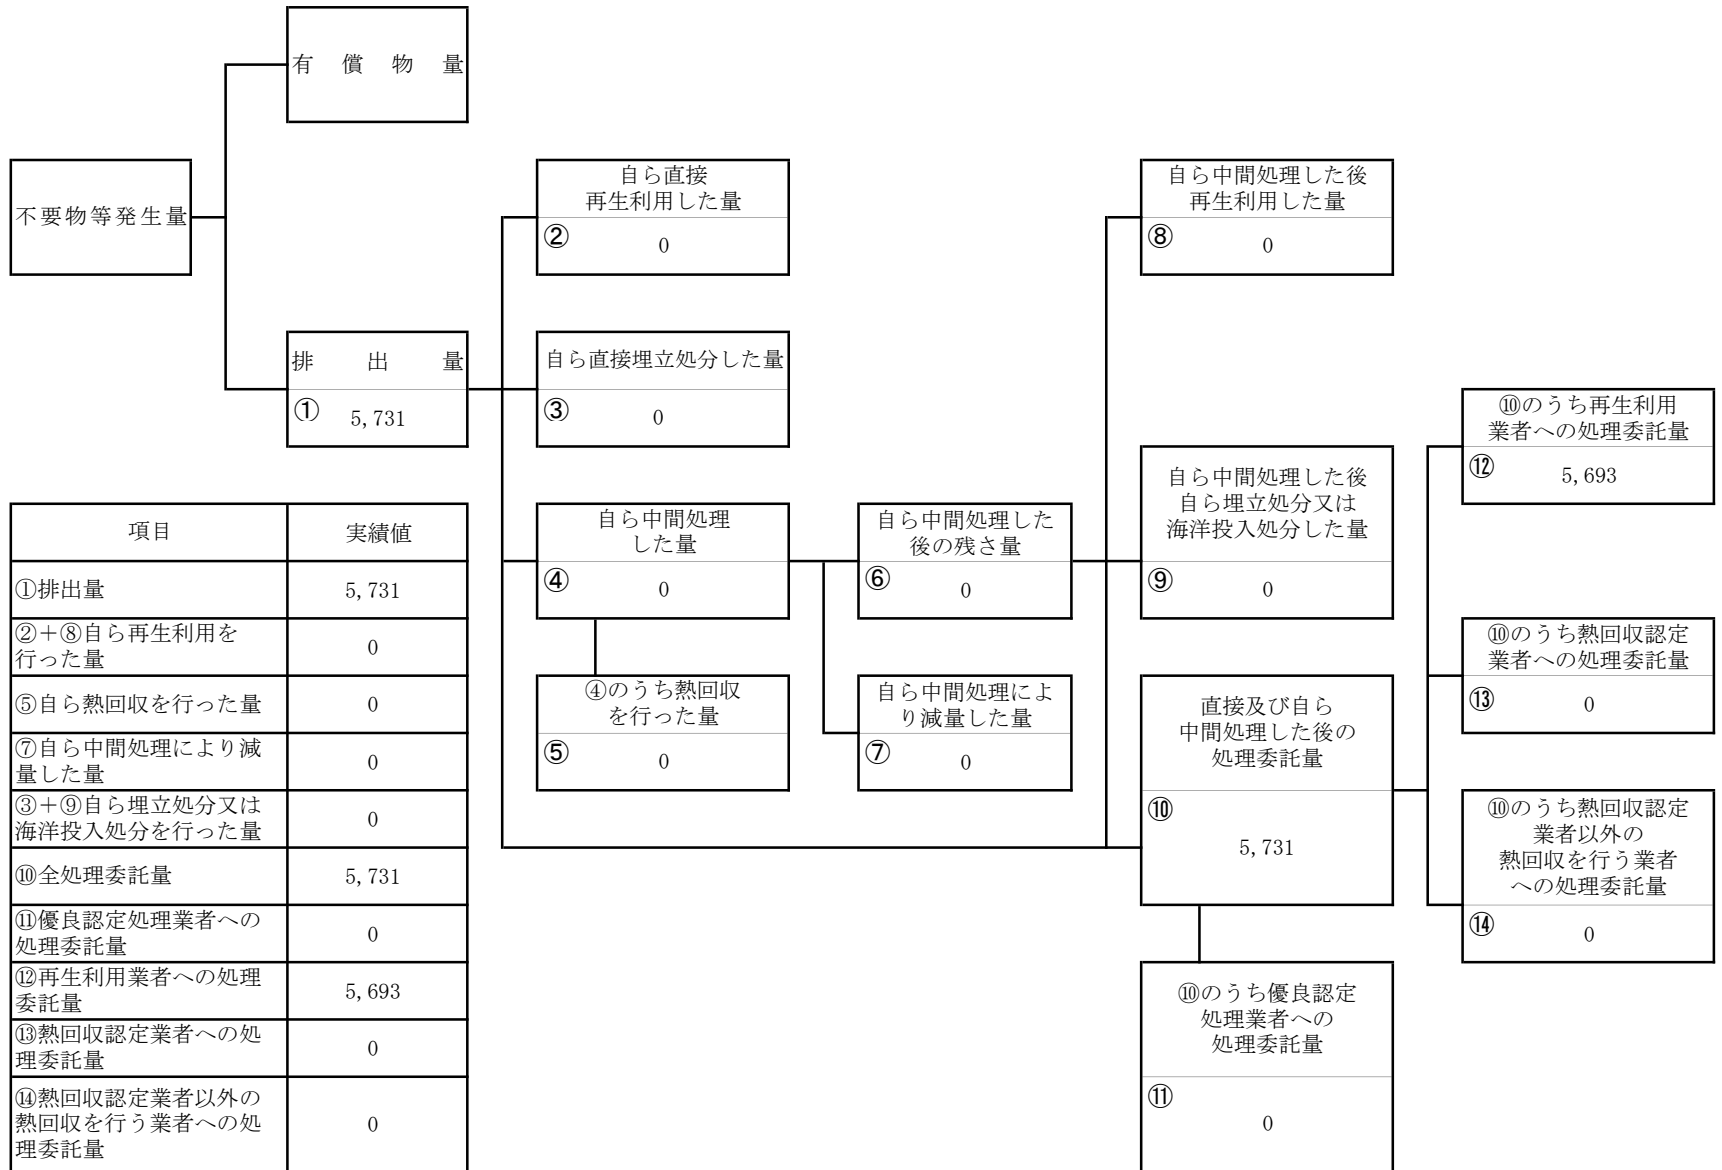 有償物量
不要物等発生量
排出量
① 5,731
自ら直接
再生利用した量
② 0
自ら直接埋立処分した量
③ 0
自ら中間処理
した量
④ 0
④のうち熱回収
を行った量
⑤ 0
自ら中間処理した
後の残さ量
⑥ 0
自ら中間処理によ
り減量した量
⑦ 0
自ら中間処理した後
再生利用した量
⑧ 0
自ら中間処理した後
自ら埋立処分又は
海洋投入処分した量
⑨ 0
直接及び自ら
中間処理した後の
処理委託量
⑩
5,731
⑩のうち優良認定
処理業者への
処理委託量
⑪
0
⑩のうち再生利用
業者への処理委託量
⑫ 5,693
⑩のうち熱回収認定
業者への処理委託量
⑬ 0
⑩のうち熱回収認定
業者以外の
熱回収を行う業者
への処理委託量
⑭ 0
項目 実績値
①排出量 5,731
②＋⑧自ら再生利用を
行った量 0
⑤自ら熱回収を行った量 0
⑦自ら中間処理により減
量した量 0
③＋⑨自ら埋立処分又は
海洋投入処分を行った量 0
⑩全処理委託量 5,731
⑪優良認定処理業者への
処理委託量 0
⑫再生利用業者への処理
委託量 5,693
⑬熱回収認定業者への処
理委託量 0
⑭熱回収認定業者以外の
熱回収を行う業者への処
理委託量 0